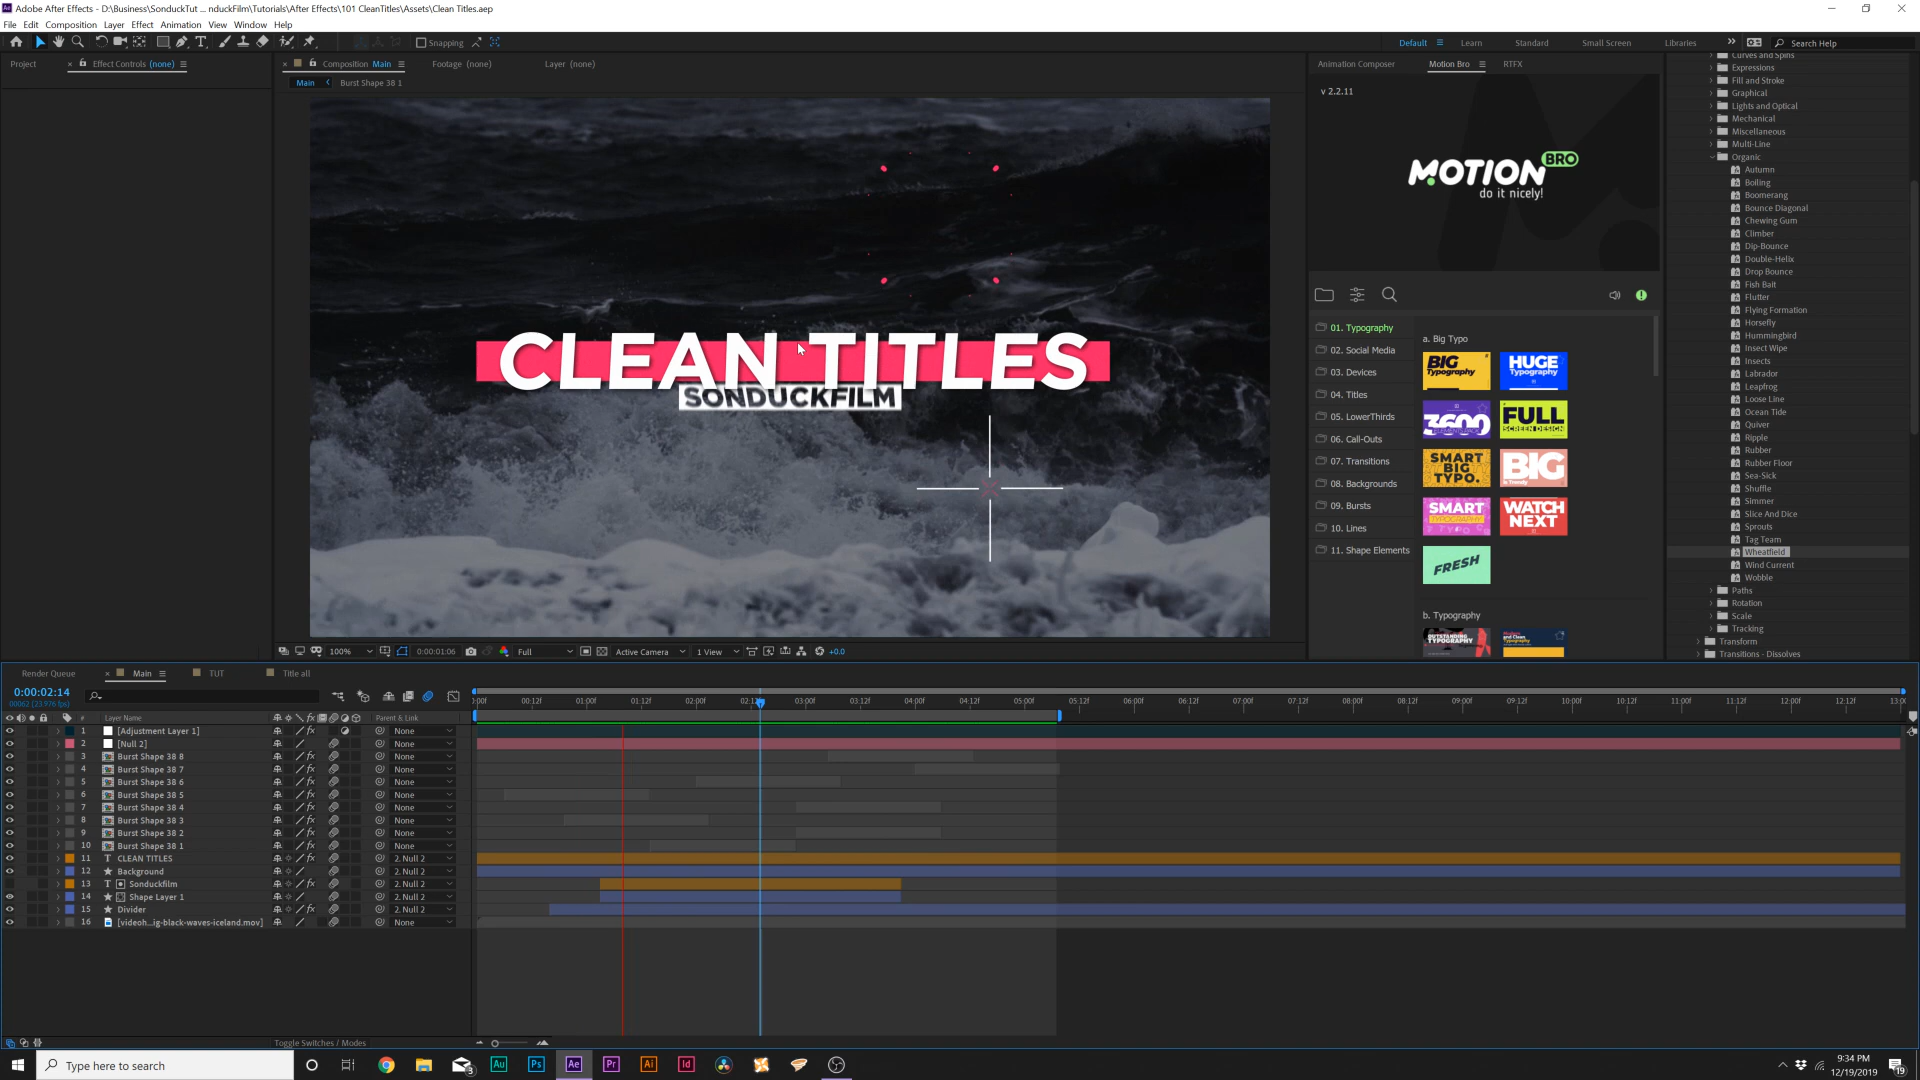 Adobe After Effects - D:\Business\SonduckTut ... nduckFilm\Tutorials\After Effects\101 CleanTitles\Assets\Clean Titles.aep
File Edit Composition Layer Effect Animation View Window Help
Snapping
Default Learn Standard Small Screen Libraries Search Help
Project Effect Controls (none) Composition Main Footage (none) Layer (none)
Main Burst Shape 38 1
CLEAN TITLES
SONDUCKFILM
100% 0:00:01:06 Full Active Camera 1 View +0.0
Animation Composer Motion Bro RTFX
v 2.2.11
MOTION BRO
do it nicely!
01. Typography
02. Social Media
03. Devices
04. Titles
05. LowerThirds
06. Call-Outs
07. Transitions
08. Backgrounds
09. Bursts
10. Lines
11. Shape Elements
a. Big Typo
BIG Typography
HUGE Typography
3600
FULL SCREEN DESIGN
SMART BIG TYPO.
BIG
SMART TYPOGRAPHY
WATCH NEXT
FRESH
b. Typography
Curves and Spins
Expressions
Fill and Stroke
Graphical
Lights and Optical
Mechanical
Miscellaneous
Multi-Line
Organic
Autumn
Boiling
Boomerang
Bounce Diagonal
Chewing Gum
Climber
Dip-Bounce
Double-Helix
Drop Bounce
Fish Bait
Flutter
Flying Formation
Horsefly
Hummingbird
Insect Wipe
Insects
Labrador
Leapfrog
Loose Line
Ocean Tide
Quiver
Ripple
Rubber
Rubber Floor
Sea-Sick
Shuffle
Simmer
Slice And Dice
Sprouts
Tag Team
Wheatfield
Wind Current
Wobble
Paths
Rotation
Scale
Tracking
Transform
Transitions - Dissolves
Render Queue Main TUT Title all
0:00:02:14
00062 (23.976 fps)
# Layer Name Parent & Link
:00f 00:12f 01:00f 01:12f 02:00f 02:12f 03:00f 03:12f 04:00f 04:12f 05:00f 05:12f 06:00f 06:12f 07:00f 07:12f 08:00f 08:12f 09:00f 09:12f 10:00f 10:12f 11:00f 11:12f 12:00f 12:12f 13:00
1 [Adjustment Layer 1] None
2 [Null 2] None
3 Burst Shape 38 8 None
4 Burst Shape 38 7 None
5 Burst Shape 38 6 None
6 Burst Shape 38 5 None
7 Burst Shape 38 4 None
8 Burst Shape 38 3 None
9 Burst Shape 38 2 None
10 Burst Shape 38 1 None
11 T CLEAN TITLES 2. Null 2
12 Background 2. Null 2
13 T Sonduckfilm 2. Null 2
14 Shape Layer 1 2. Null 2
15 Divider 2. Null 2
16 [videoh...ig-black-waves-iceland.mov] None
Toggle Switches / Modes
Type here to search
3 Au Ps Ae Pr Ai Id
9:34 PM
12/19/2019
19